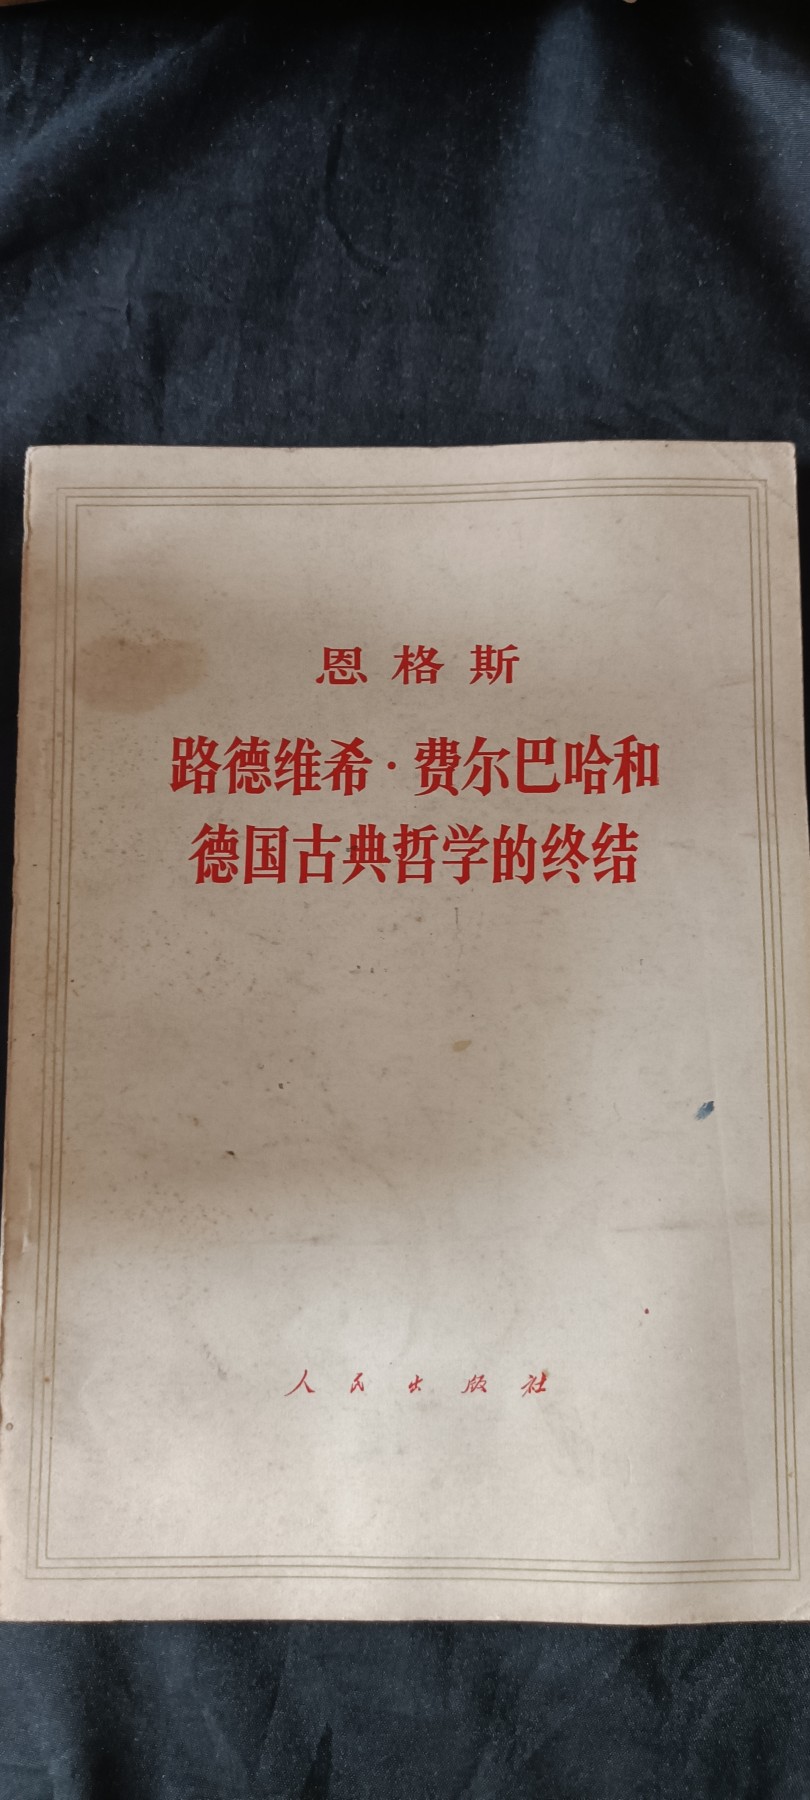 恩格斯
路德维希·费尔巴哈和
德国古典哲学的终结
人民出版社